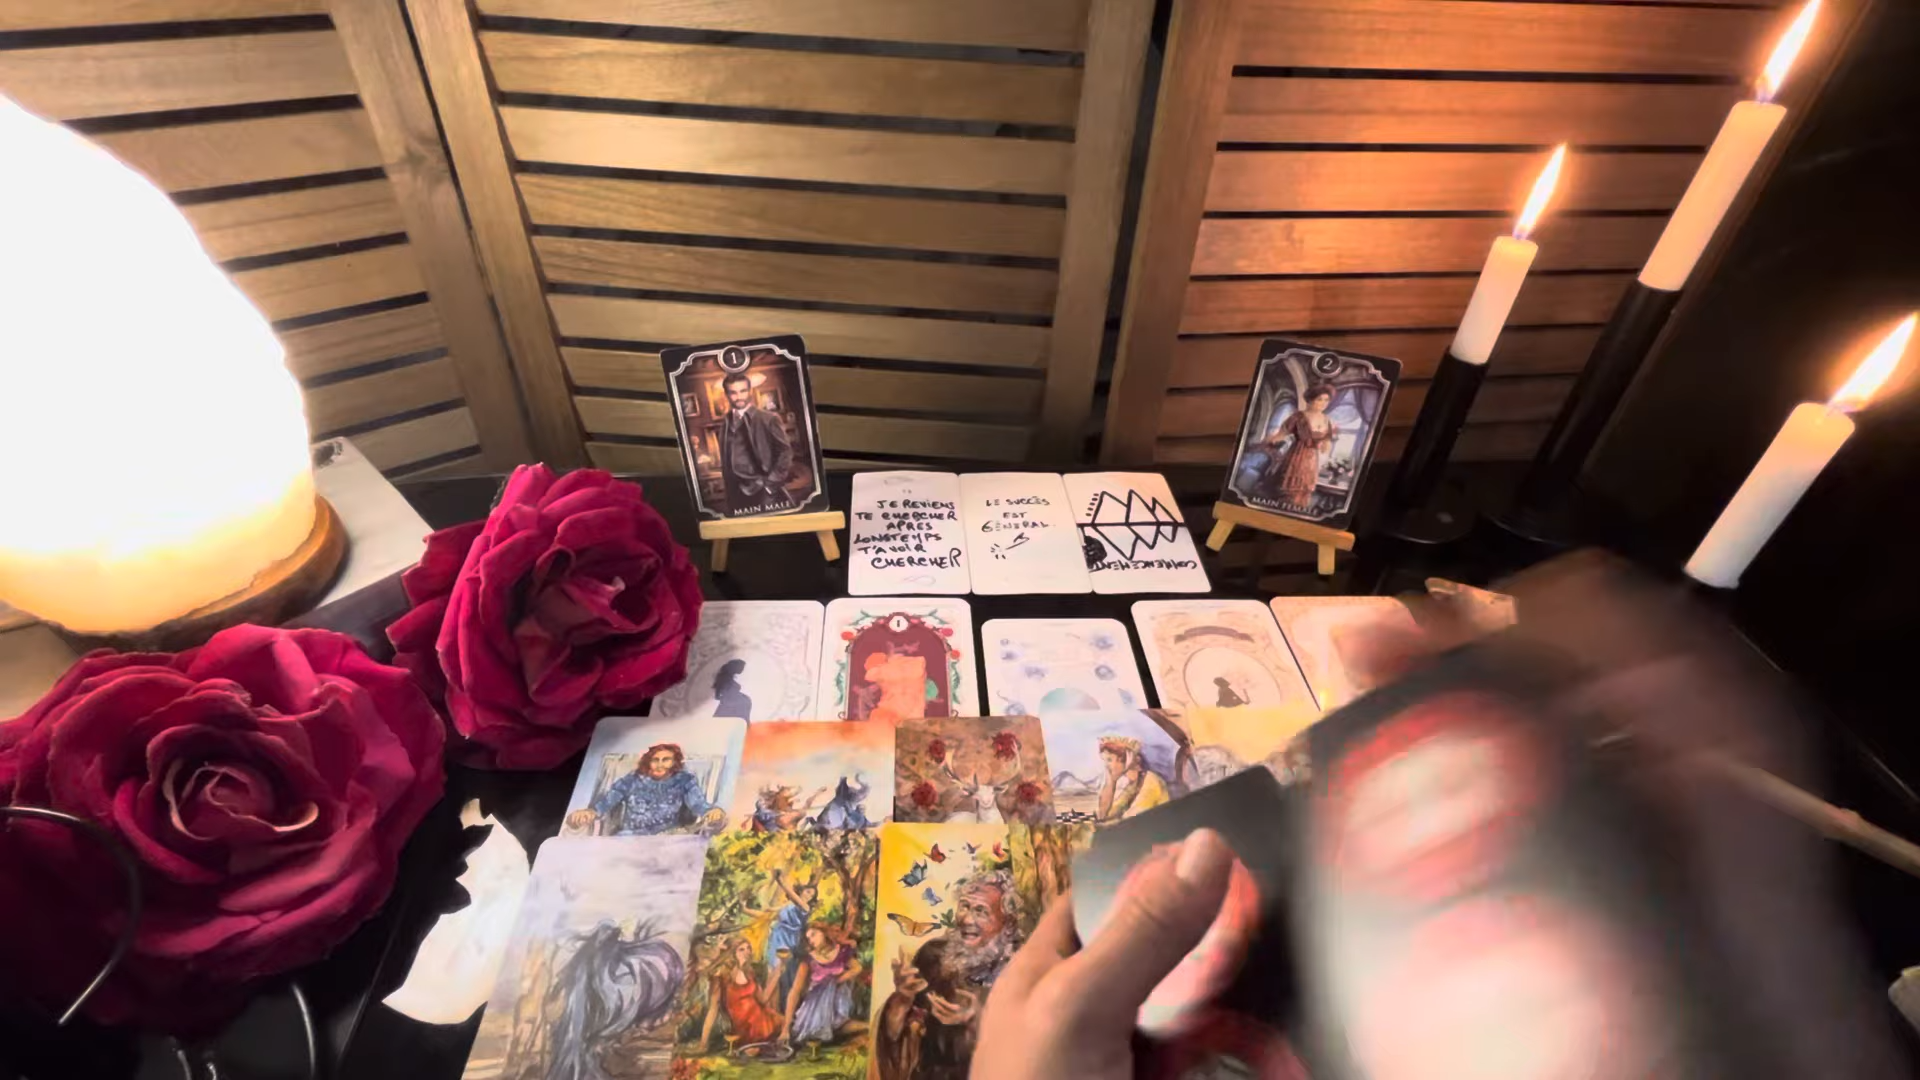 1
MAIN MALE
2
MAIN FEMALE
JE REVIENS
TE CHERCHER
APRES
LONGTEMPS
T'AVOIR
CHERCHER
LE SUCCÈS
EST
GÉNÉRAL
COMMENCEMENT